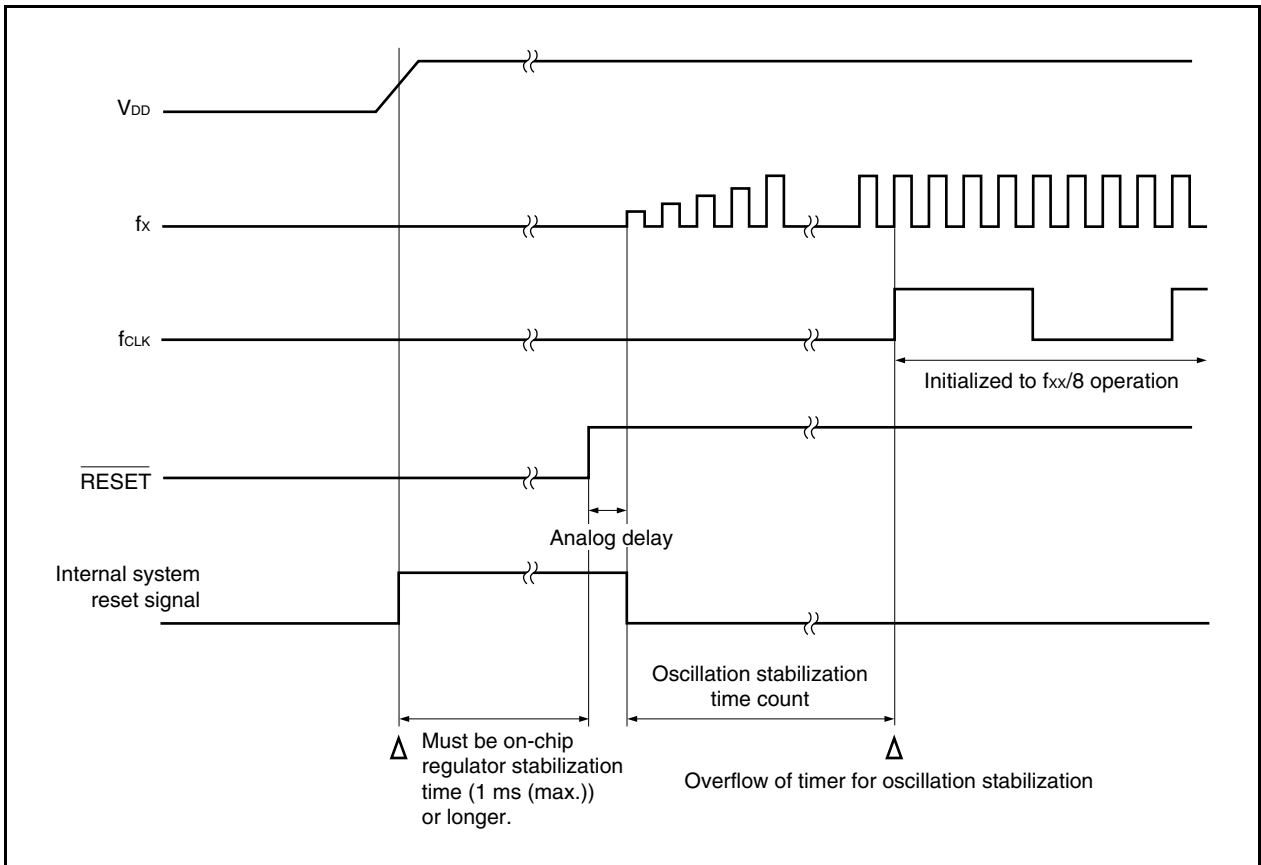 VDD
fX
fCLK
Initialized to fxx/8 operation
RESET
Analog delay
Internal system
reset signal
Oscillation stabilization
time count
Must be on-chip
regulator stabilization
time (1 ms (max.))
or longer.
Overflow of timer for oscillation stabilization